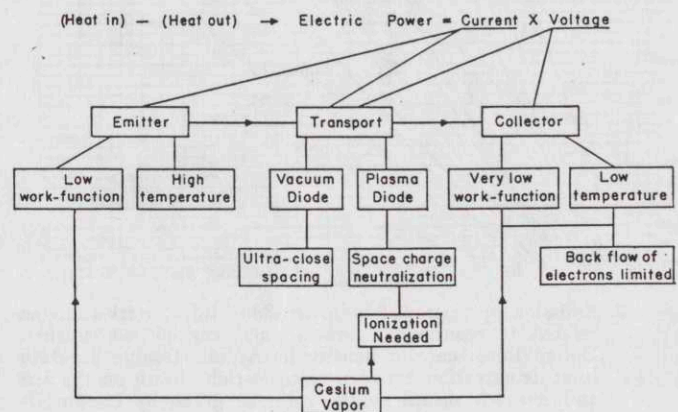 (Heat in) — (Heat out) → Electric Power = Current X Voltage
Emitter
Transport
Collector
Low
work-function
High
temperature
Vacuum
Diode
Plasma
Diode
Very low
work-function
Low
temperature
Ultra-close
spacing
Space charge
neutralization
Back flow of
electrons limited
Ionization
Needed
Cesium
Vapor